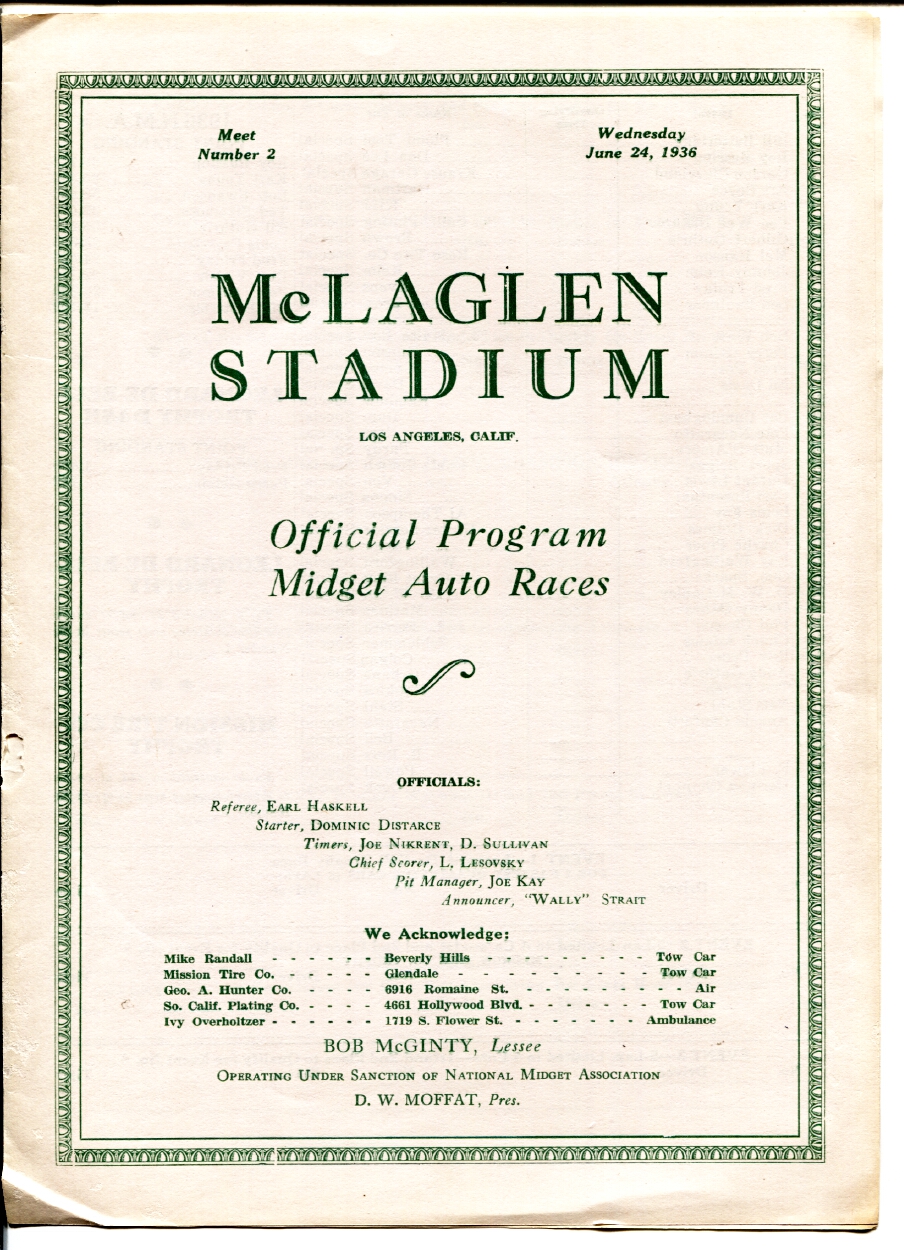 Meet
Number 2
Wednesday
June 24, 1936
McLAGLEN
STADIUM
LOS ANGELES, CALIF.
Official Program
Midget Auto Races
OFFICIALS:
Referee, EARL HASKELL
Starter, DOMINIC DISTARCE
Timers, JOE NIKRENT, D. SULLIVAN
Chief Scorer, L. LESOVSKY
Pit Manager, JOE KAY
Announcer, "WALLY" STRAIT
We Acknowledge:
Mike Randall - - - - - - Beverly Hills - - - - - - - - - Tow Car
Mission Tire Co. - - - - - Glendale - - - - - - - - - Tow Car
Geo. A. Hunter Co. - - - - 6916 Romaine St. - - - - - - - - - Air
So. Calif. Plating Co. - - - - 4661 Hollywood Blvd. - - - - - - Tow Car
Ivy Overholtzer - - - - - - 1719 S. Flower St. - - - - - - - Ambulance
BOB McGINTY, Lessee
OPERATING UNDER SANCTION OF NATIONAL MIDGET ASSOCIATION
D. W. MOFFAT, Pres.